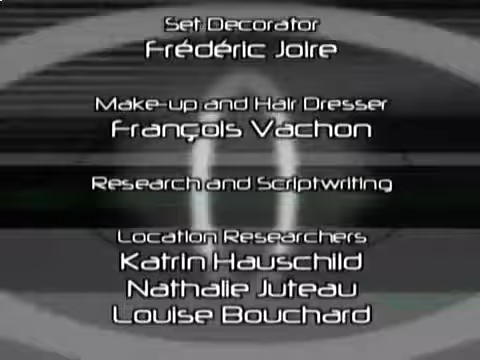 Set Decorator
Frédéric Joire
Make-up and Hair Dresser
François Vachon
Research and Scriptwriting
Location Researchers
Katrin Hauschild
Nathalie Juteau
Louise Bouchard